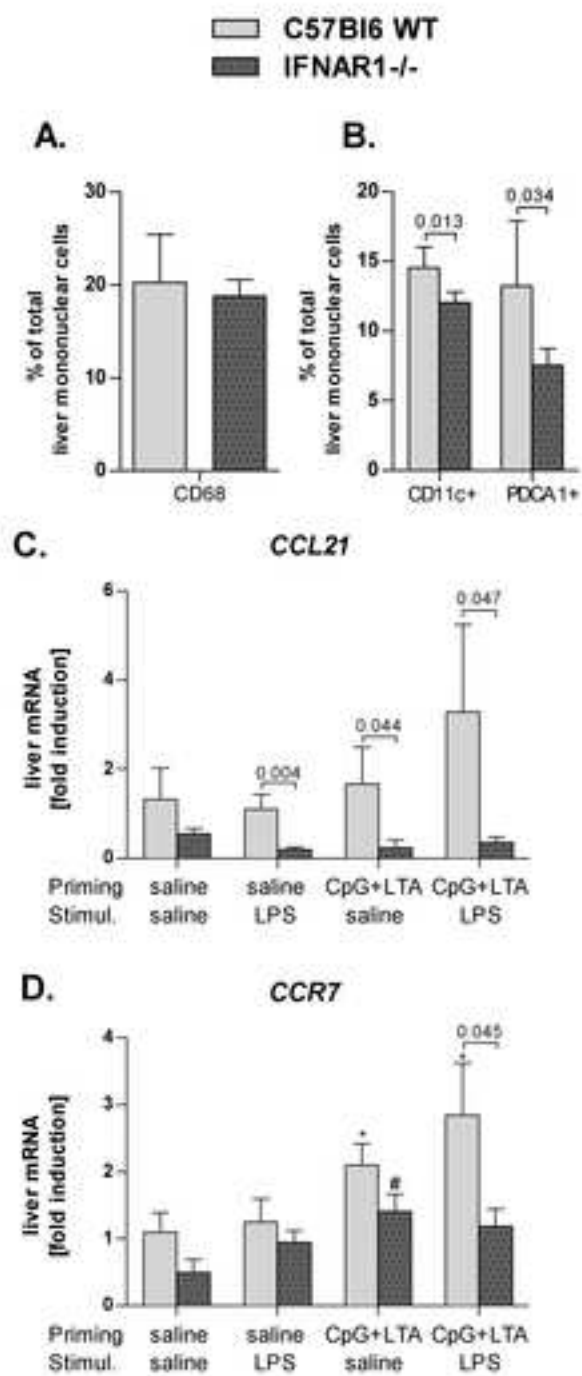 C57Bl6 WT
IFNAR1-/-
A.
B.
% of total
liver mononuclear cells
30
20
10
0
CD68
% of total
liver mononuclear cells
20
15
10
5
0
0.013
0.034
CD11c+ PDCA1+
C.
CCL21
liver mRNA
[fold induction]
6
4
2
0
0.004
0.044
0.047
Priming saline saline CpG+LTA CpG+LTA
Stimul. saline LPS saline LPS
D.
CCR7
liver mRNA
[fold induction]
4
3
2
1
0
*
#
*
0.045
Priming saline saline CpG+LTA CpG+LTA
Stimul. saline LPS saline LPS